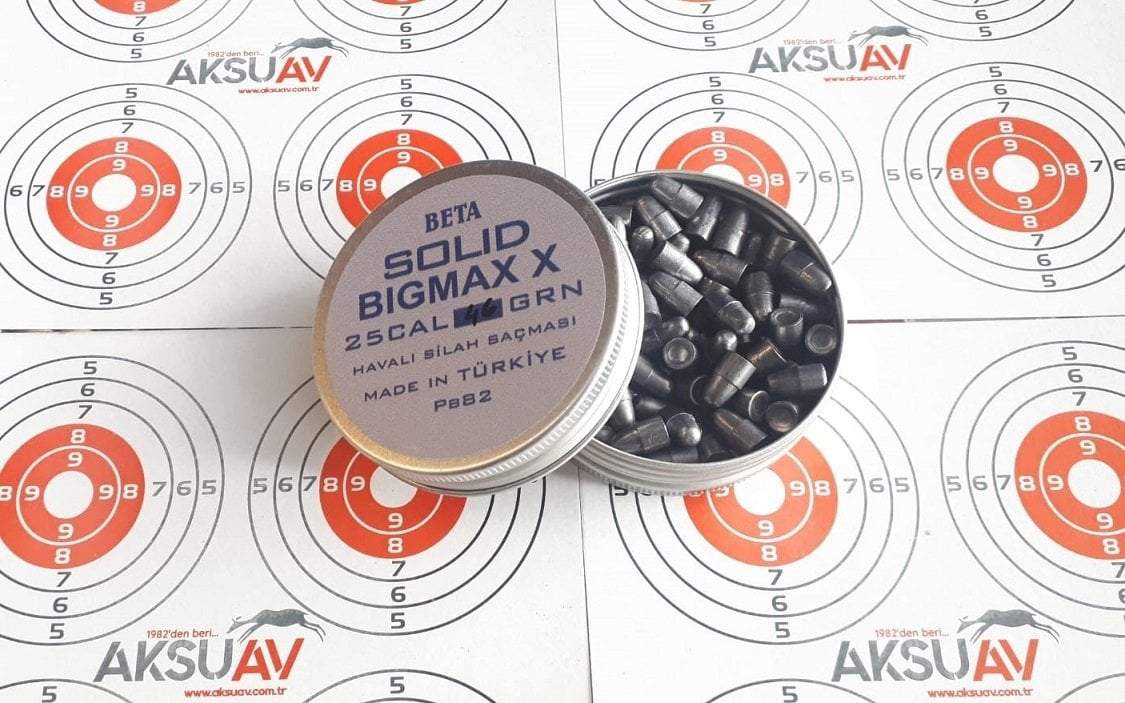 1982'den beri...
AKSUAV
www.aksuav.com.tr
1982'den beri...
AKSUAV
www.aksuav.com.tr
BETA
SOLID
BIGMAX X
25CAL 46 GRN
HAVALI SİLAH SAÇMASI
MADE IN TÜRKİYE
PB82
1982'den beri...
AKSUAV
www.aksuav.com.tr
1982'den beri...
AKSUAV
www.aksuav.com.tr